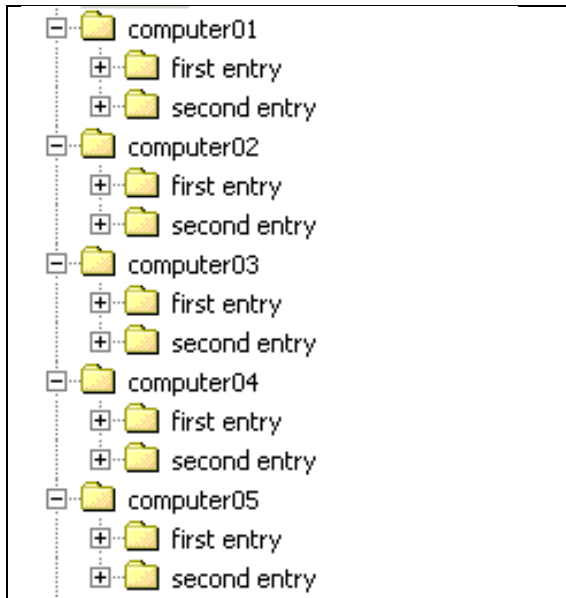 computer01
first entry
second entry
computer02
first entry
second entry
computer03
first entry
second entry
computer04
first entry
second entry
computer05
first entry
second entry